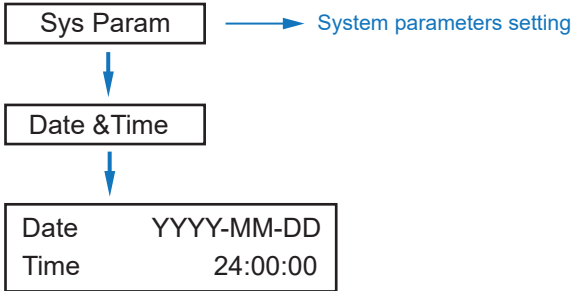 Sys Param
System parameters setting
Date &Time
Date YYYY-MM-DD
Time 24:00:00